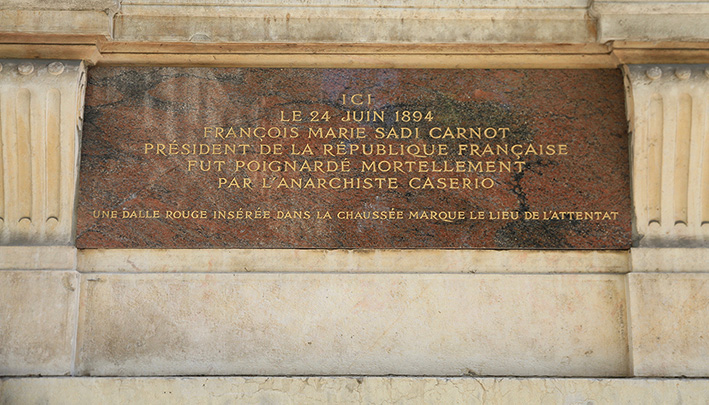 ICI
LE 24 JUIN 1894
FRANÇOIS MARIE SADI CARNOT
PRÉSIDENT DE LA RÉPUBLIQUE FRANÇAISE
FUT POIGNARDÉ MORTELLEMENT
PAR L'ANARCHISTE CASERIO
UNE DALLE ROUGE INSÉRÉE DANS LA CHAUSSÉE MARQUE LE LIEU DE L'ATTENTAT